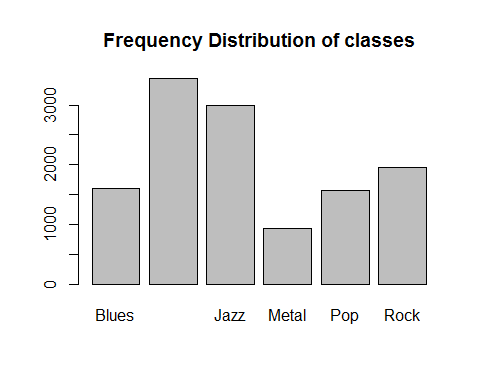 Frequency Distribution of classes
3000
2000
1000
0
Blues Jazz Metal Pop Rock